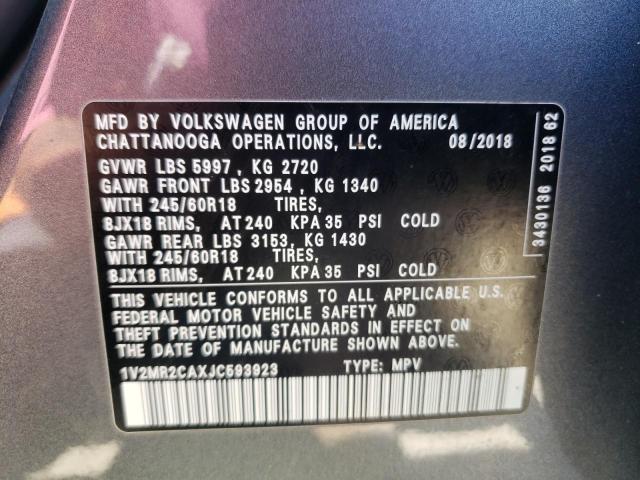 MFD BY VOLKSWAGEN GROUP OF AMERICA
CHATTANOOGA OPERATIONS, LLC. 08/2018
GVWR LBS 5997 , KG 2720
GAWR FRONT LBS 2954 , KG 1340
WITH 245/60R18 TIRES,
8JX18 RIMS, AT 240 KPA 35 PSI COLD
GAWR REAR LBS 3153, KG 1430
WITH 245/60R18 TIRES,
8JX18 RIMS, AT 240 KPA 35 PSI COLD
THIS VEHICLE CONFORMS TO ALL APPLICABLE U.S.
FEDERAL MOTOR VEHICLE SAFETY AND
THEFT PREVENTION STANDARDS IN EFFECT ON
THE DATE OF MANUFACTURE SHOWN ABOVE.
1V2MR2CAXJC593923 TYPE: MPV
3430136 2018 62